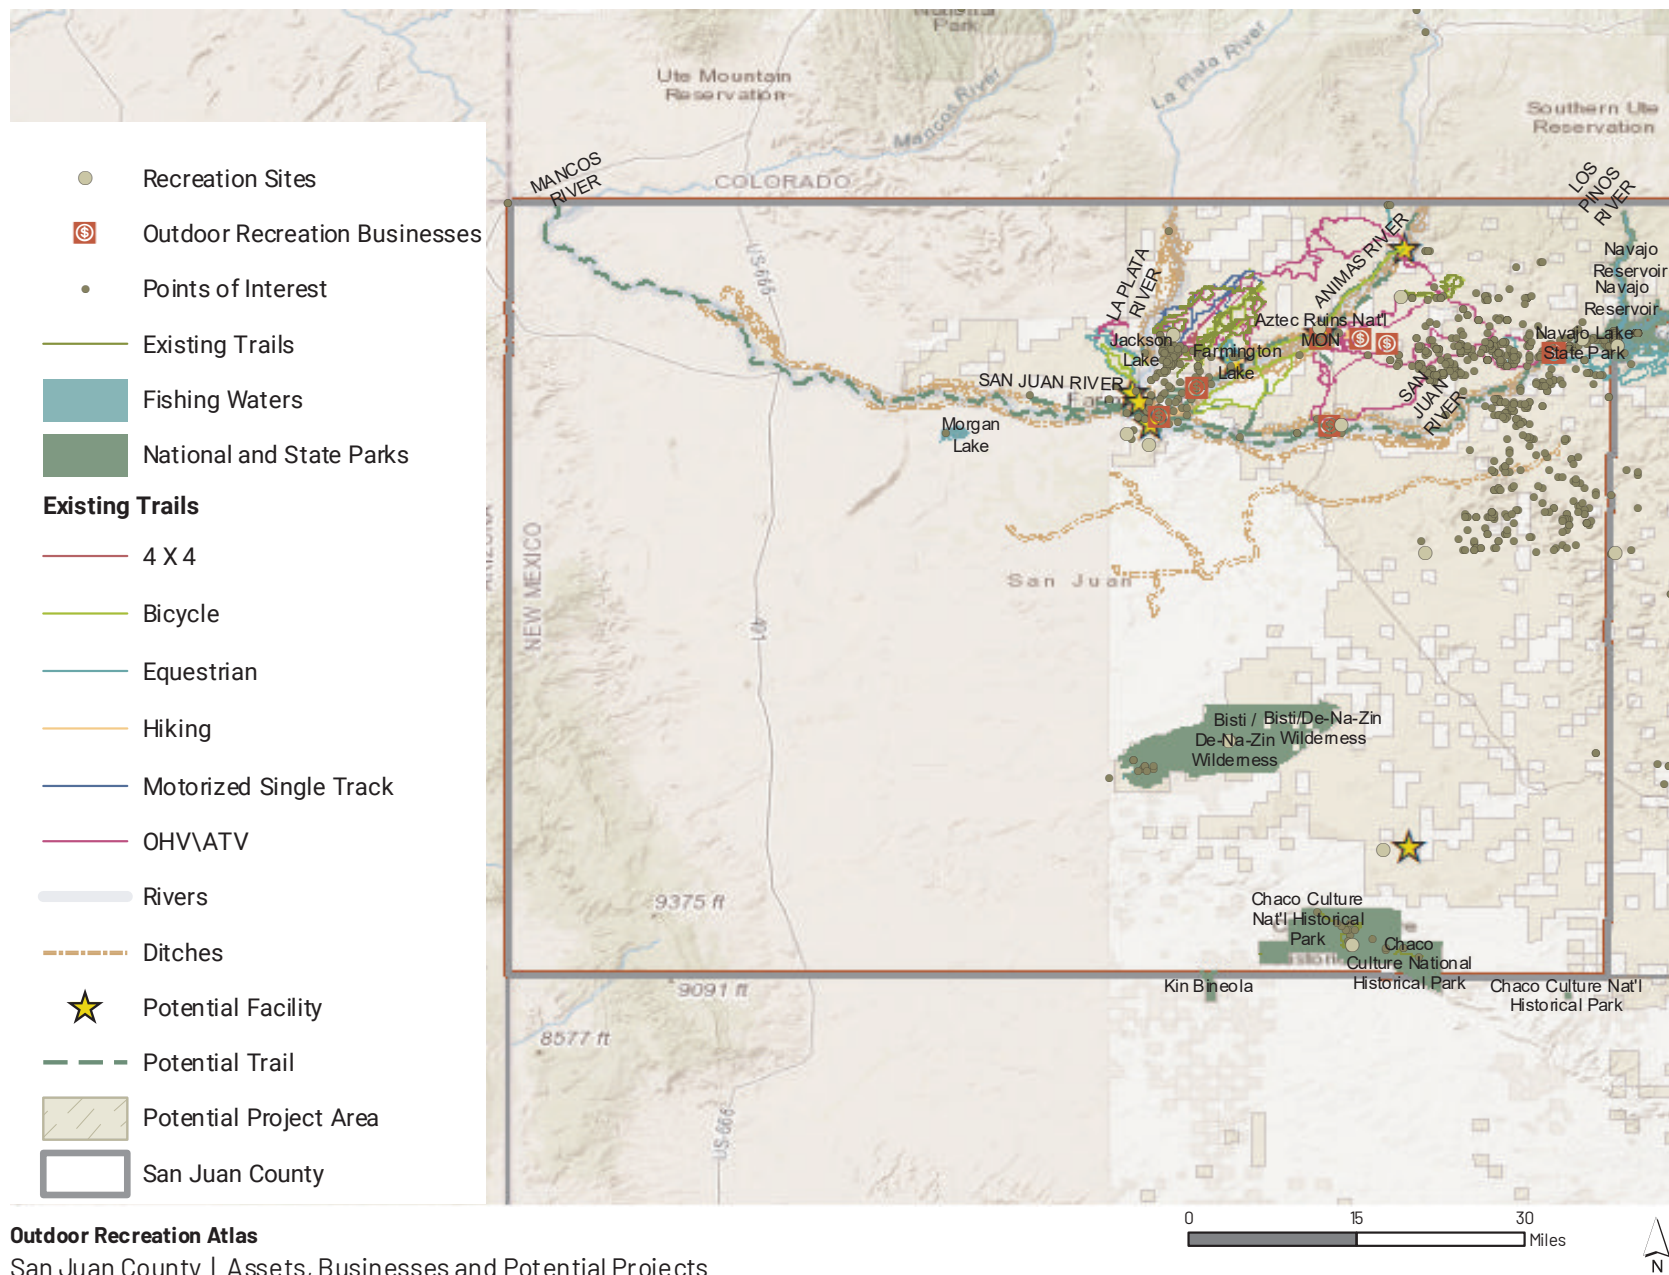 Park
Ute Mountain
Reservation
Mancos River
La Plata River
Southern Ute
Reservation
COLORADO
MANCOS
RIVER
LOS
PINOS
RIVER
Recreation Sites
Outdoor Recreation Businesses
Points of Interest
Existing Trails
Fishing Waters
National and State Parks
Existing Trails
4 X 4
Bicycle
Equestrian
Hiking
Motorized Single Track
OHV\ATV
Rivers
Ditches
Potential Facility
Potential Trail
Potential Project Area
San Juan County
US-666
LA PLATA
RIVER
ANIMAS RIVER
Navajo
Reservoir
Navajo
Reservoir
Aztec Ruins Nat'l
MON
Jackson
Lake
Farmington
Lake
Navajo Lake
State Park
SAN JUAN RIVER
SAN
JUAN
RIVER
Morgan
Lake
NEW MEXICO
San Juan
491
Bisti /
De-Na-Zin
Wilderness
Bisti/De-Na-Zin
Wilderness
9375 ft
Chaco Culture
Nat'l Historical
Park
Chaco
Culture National
Historical Park
Kin Bineola
Chaco Culture Nat'l
Historical Park
9091 ft
8577 ft
US-666
0 15 30
Miles
N
Outdoor Recreation Atlas
San Juan County | Assets, Businesses and Potential Projects